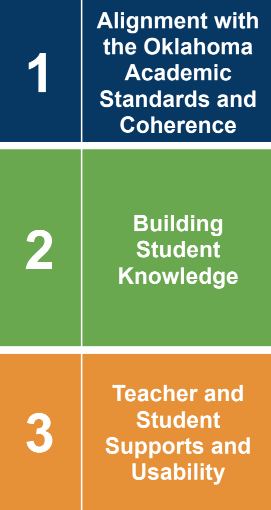 1
Alignment with
the Oklahoma
Academic
Standards and
Coherence
2
Building
Student
Knowledge
3
Teacher and
Student
Supports and
Usability